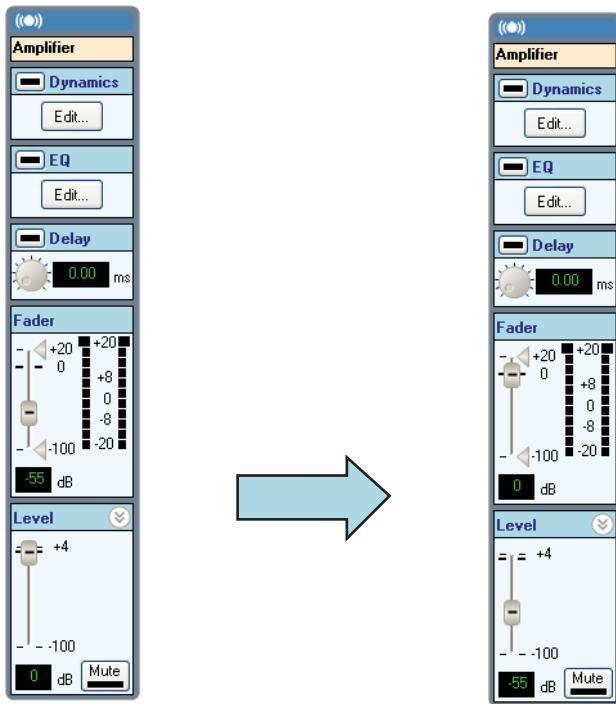 ((●))
Amplifier
Dynamics
Edit...
EQ
Edit...
Delay
0.00 ms
Fader
+20 +20
0
+8
0
-8
-100 -20
-55 dB
Level
+4
-100
0 dB Mute
((●))
Amplifier
Dynamics
Edit...
EQ
Edit...
Delay
0.00 ms
Fader
+20 +20
0
+8
0
-8
-100 -20
0 dB
Level
+4
-100
-55 dB Mute